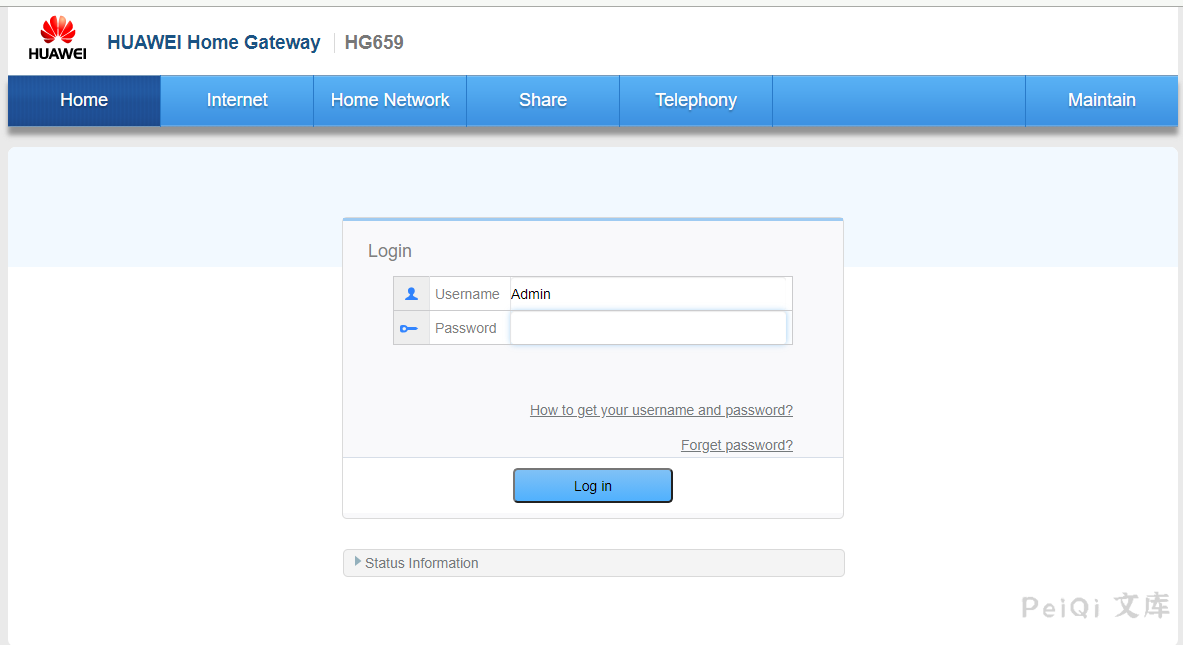 HUAWEI
HUAWEI Home Gateway HG659
Home Internet Home Network Share Telephony Maintain
Login
Username Admin
Password
How to get your username and password?
Forget password?
Log in
Status Information
PeiQi 文库